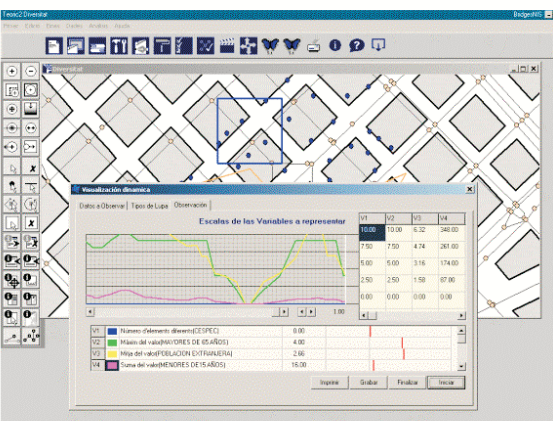 Diversitat
BridgesNIS
Diversitat
Visualización dinamica
Datos a Observar Tipos de Lupa Observación
Escalas de las Variables a representar
V1 V2 V3 V4
10.00 10.00 6.32 348.00
7.50 7.50 4.74 261.00
5.00 5.00 3.16 174.00
2.50 2.50 1.58 87.00
0.00 0.00 0.00 0.00
1.00
V1 Número d'elements diferents(CESPEC) 0.00
V2 Màxim del valor(MAYORES DE 65 AÑOS) 4.00
V3 Mitja del valor(POBLACION EXTRANJERA) 2.66
V4 Suma del valor(MENORES DE 15 AÑOS) 16.00
Imprimir Grabar Finalizar Iniciar